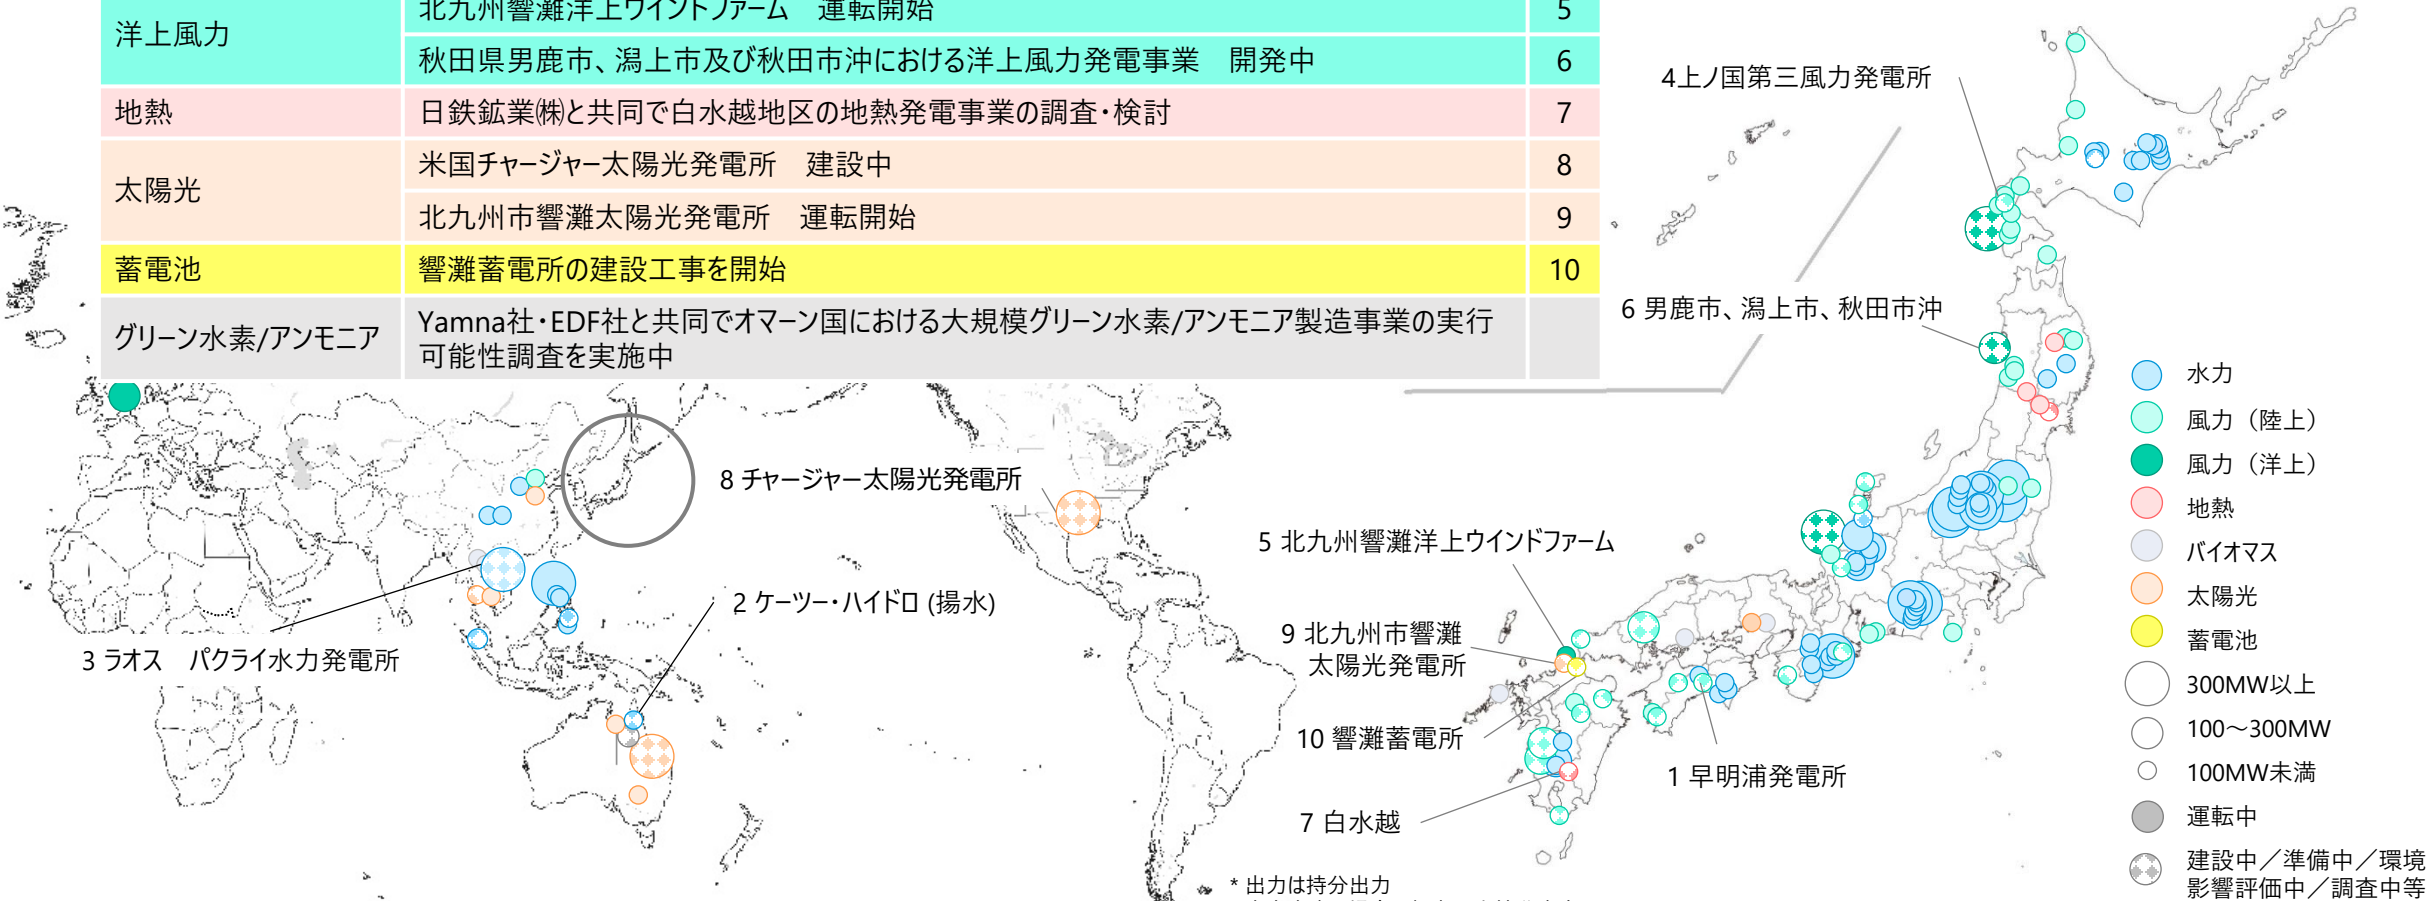 洋上風力
北九州響灘洋上ウインドファーム　運転開始 5
秋田県男鹿市、潟上市及び秋田市沖における洋上風力発電事業　開発中 6
地熱
日鉄鉱業㈱と共同で白水越地区の地熱発電事業の調査・検討 7
太陽光
米国チャージャー太陽光発電所　建設中 8
北九州市響灘太陽光発電所　運転開始 9
蓄電池
響灘蓄電所の建設工事を開始 10
グリーン水素/アンモニア
Yamna社・EDF社と共同でオマーン国における大規模グリーン水素/アンモニア製造事業の実行
可能性調査を実施中
4上ノ国第三風力発電所
6 男鹿市、潟上市、秋田市沖
8 チャージャー太陽光発電所
5 北九州響灘洋上ウインドファーム
2 ケーツー・ハイドロ (揚水)
9 北九州市響灘
太陽光発電所
3 ラオス　パクライ水力発電所
10 響灘蓄電所
1 早明浦発電所
7 白水越
水力
風力（陸上）
風力（洋上）
地熱
バイオマス
太陽光
蓄電池
300MW以上
100～300MW
100MW未満
運転中
建設中／準備中／環境
影響評価中／調査中等
* 出力は持分出力